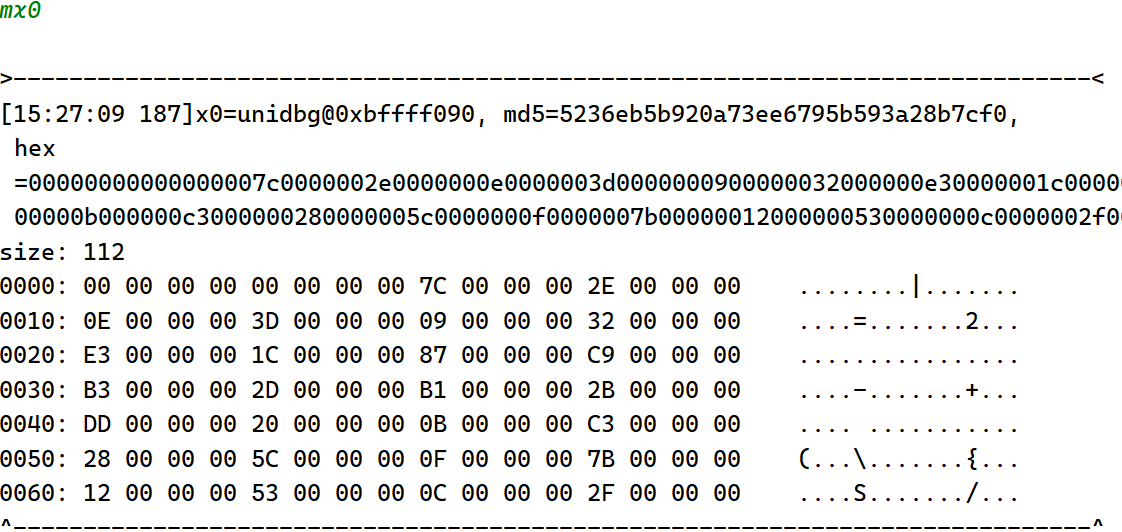 mx0
>-----------------------------------------------------------------------------<
[15:27:09 187]x0=unidbg@0xbffff090, md5=5236eb5b920a73ee6795b593a28b7cf0,
hex
=00000000000000007c0000002e0000000e0000003d0000000900000032000000e30000001c0000
00000b000000c3000000280000005c0000000f0000007b00000012000000530000000c0000002f0
size: 112
0000: 00 00 00 00 00 00 00 00 7C 00 00 00 2E 00 00 00    ........|.......
0010: 0E 00 00 00 3D 00 00 00 09 00 00 00 32 00 00 00    ....=.......2...
0020: E3 00 00 00 1C 00 00 00 87 00 00 00 C9 00 00 00    ................
0030: B3 00 00 00 2D 00 00 00 B1 00 00 00 2B 00 00 00    ....-.......+...
0040: DD 00 00 00 20 00 00 00 0B 00 00 00 C3 00 00 00    .... ...........
0050: 28 00 00 00 5C 00 00 00 0F 00 00 00 7B 00 00 00    (...\.......{...
0060: 12 00 00 00 53 00 00 00 0C 00 00 00 2F 00 00 00    ....S......./...
^-----------------------------------------------------------------------------^